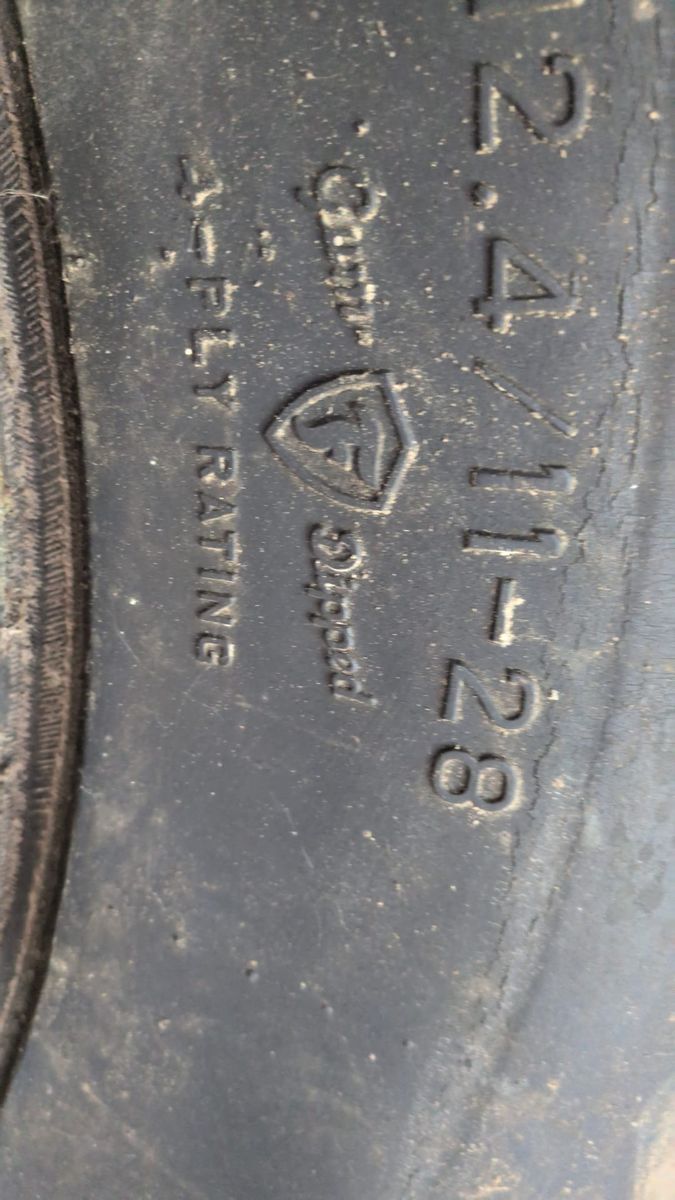 12.4/11-28
Gum F Dipped
4-PLY RATING